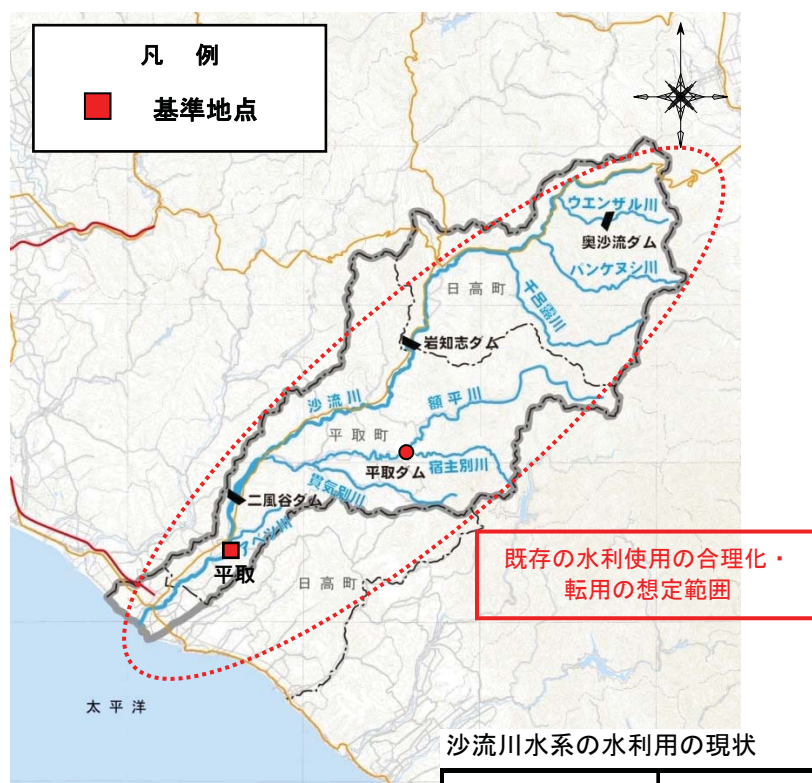 凡 例
基準地点
ウエンザル川
奥沙流ダム
パンケヌシ川
日高町
千呂露川
岩知志ダム
沙流川
額平川
平取町
平取ダム
宿主別川
二風谷ダム
貫気別川
アベツ川
平取
日高町
既存の水利使用の合理化・
転用の想定範囲
太平洋
沙流川水系の水利用の現状